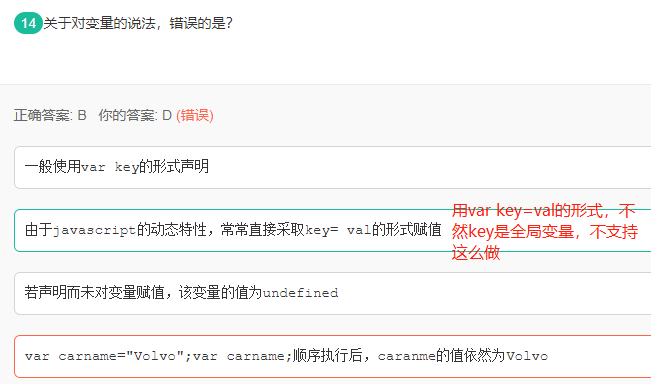 14关于对变量的说法，错误的是?
正确答案: B 你的答案: D (错误)
一般使用var key的形式声明
由于javascript的动态特性，常常直接采取key= val的形式赋值
用var key=val的形式，不
然key是全局变量，不支持
这么做
若声明而未对变量赋值，该变量的值为undefined
var carname="Volvo";var carname;顺序执行后，caranme的值依然为Volvo